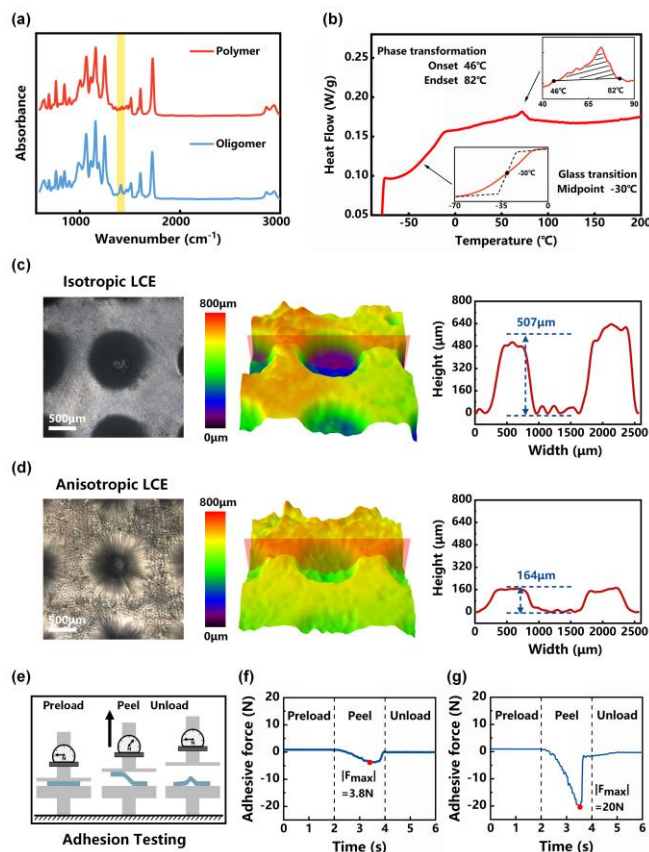 (a)
Polymer
Oligomer
Absorbance
1000
2000
3000
Wavenumber (cm⁻¹)
(b)
Phase transformation
Onset 46℃
Endset 82℃
46℃
82℃
40
65
90
-30℃
-70
-35
0
Glass transition
Midpoint -30℃
Heat Flow (W/g)
0.25
0.20
0.15
0.10
0.05
-50
0
50
100
150
200
Temperature (℃)
(c)
Isotropic LCE
500μm
800μm
0μm
507μm
Height (μm)
800
640
480
320
160
0
0 500 1000 1500 2000 2500
Width (μm)
(d)
Anisotropic LCE
500μm
800μm
0μm
164μm
Height (μm)
800
640
480
320
160
0
0 500 1000 1500 2000 2500
Width (μm)
(e)
Preload
Peel
Unload
N
N
N
Adhesion Testing
(f)
Adhesive force (N)
20
10
0
-10
-20
Preload
Peel
Unload
|Fmax|
=3.8N
0 1 2 3 4 5 6
Time (s)
(g)
Adhesive force (N)
20
10
0
-10
-20
Preload
Peel
Unload
|Fmax|
=20N
0 1 2 3 4 5 6
Time (s)